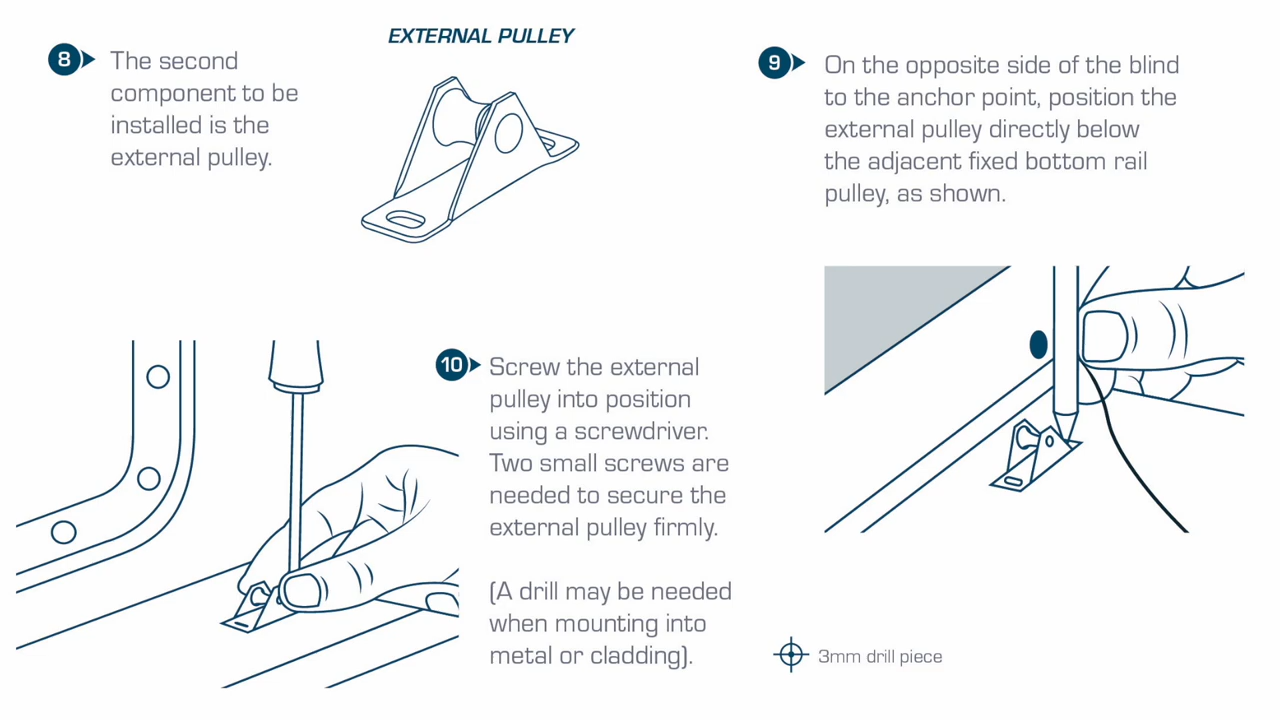 EXTERNAL PULLEY
8
The second
component to be
installed is the
external pulley.
9
On the opposite side of the blind
to the anchor point, position the
external pulley directly below
the adjacent fixed bottom rail
pulley, as shown.
10
Screw the external
pulley into position
using a screwdriver.
Two small screws are
needed to secure the
external pulley firmly.
(A drill may be needed
when mounting into
metal or cladding).
3mm drill piece